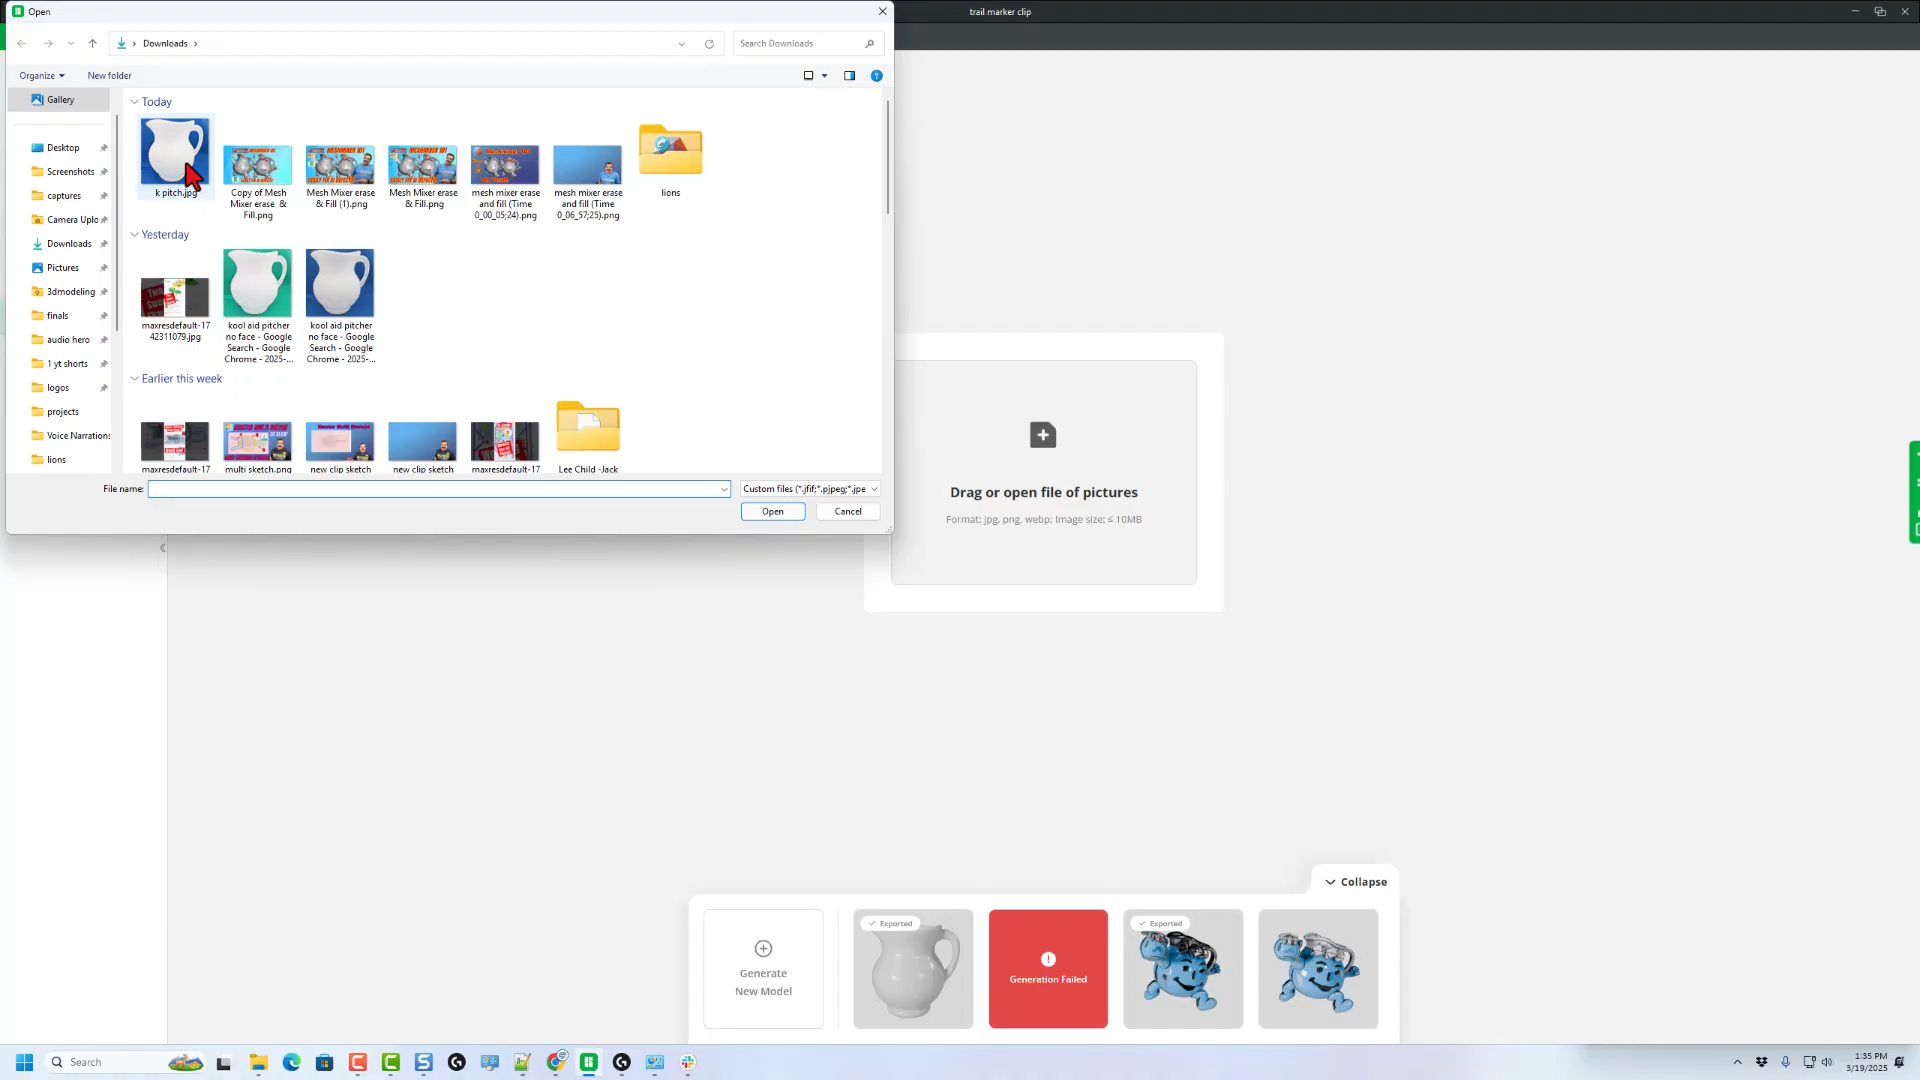 Open
trail marker clip
Downloads
Search Downloads
Organize
New folder
Gallery
Desktop
Screenshots
captures
Camera Uplo
Downloads
Pictures
3dmodeling
finals
audio hero
1 yt shorts
logos
projects
Voice Narrations
lions
Today
k pitch.jpg
Copy of Mesh
Mixer erase &
Fill.png
Mesh Mixer erase
& Fill (1).png
Mesh Mixer erase
& Fill.png
mesh mixer erase
and fill (Time
0_00_05;24).png
mesh mixer erase
and fill (Time
0_06_57;25).png
lions
Yesterday
maxresdefault-17
42311079.jpg
kool aid pitcher
no face - Google
Search - Google
Chrome - 2025-...
kool aid pitcher
no face - Google
Search - Google
Chrome - 2025-...
Earlier this week
maxresdefault-17
multi sketch.png
new clip sketch
new clip sketch
maxresdefault-17
Lee Child -Jack
File name:
Custom files (*.jfif;*.pjpeg;*.jpe
Open
Cancel
Drag or open file of pictures
Format: jpg, png, webp; Image size: ≤ 10MB
Collapse
Generate
New Model
Exported
Generation Failed
Exported
Search
1:35 PM
3/19/2025